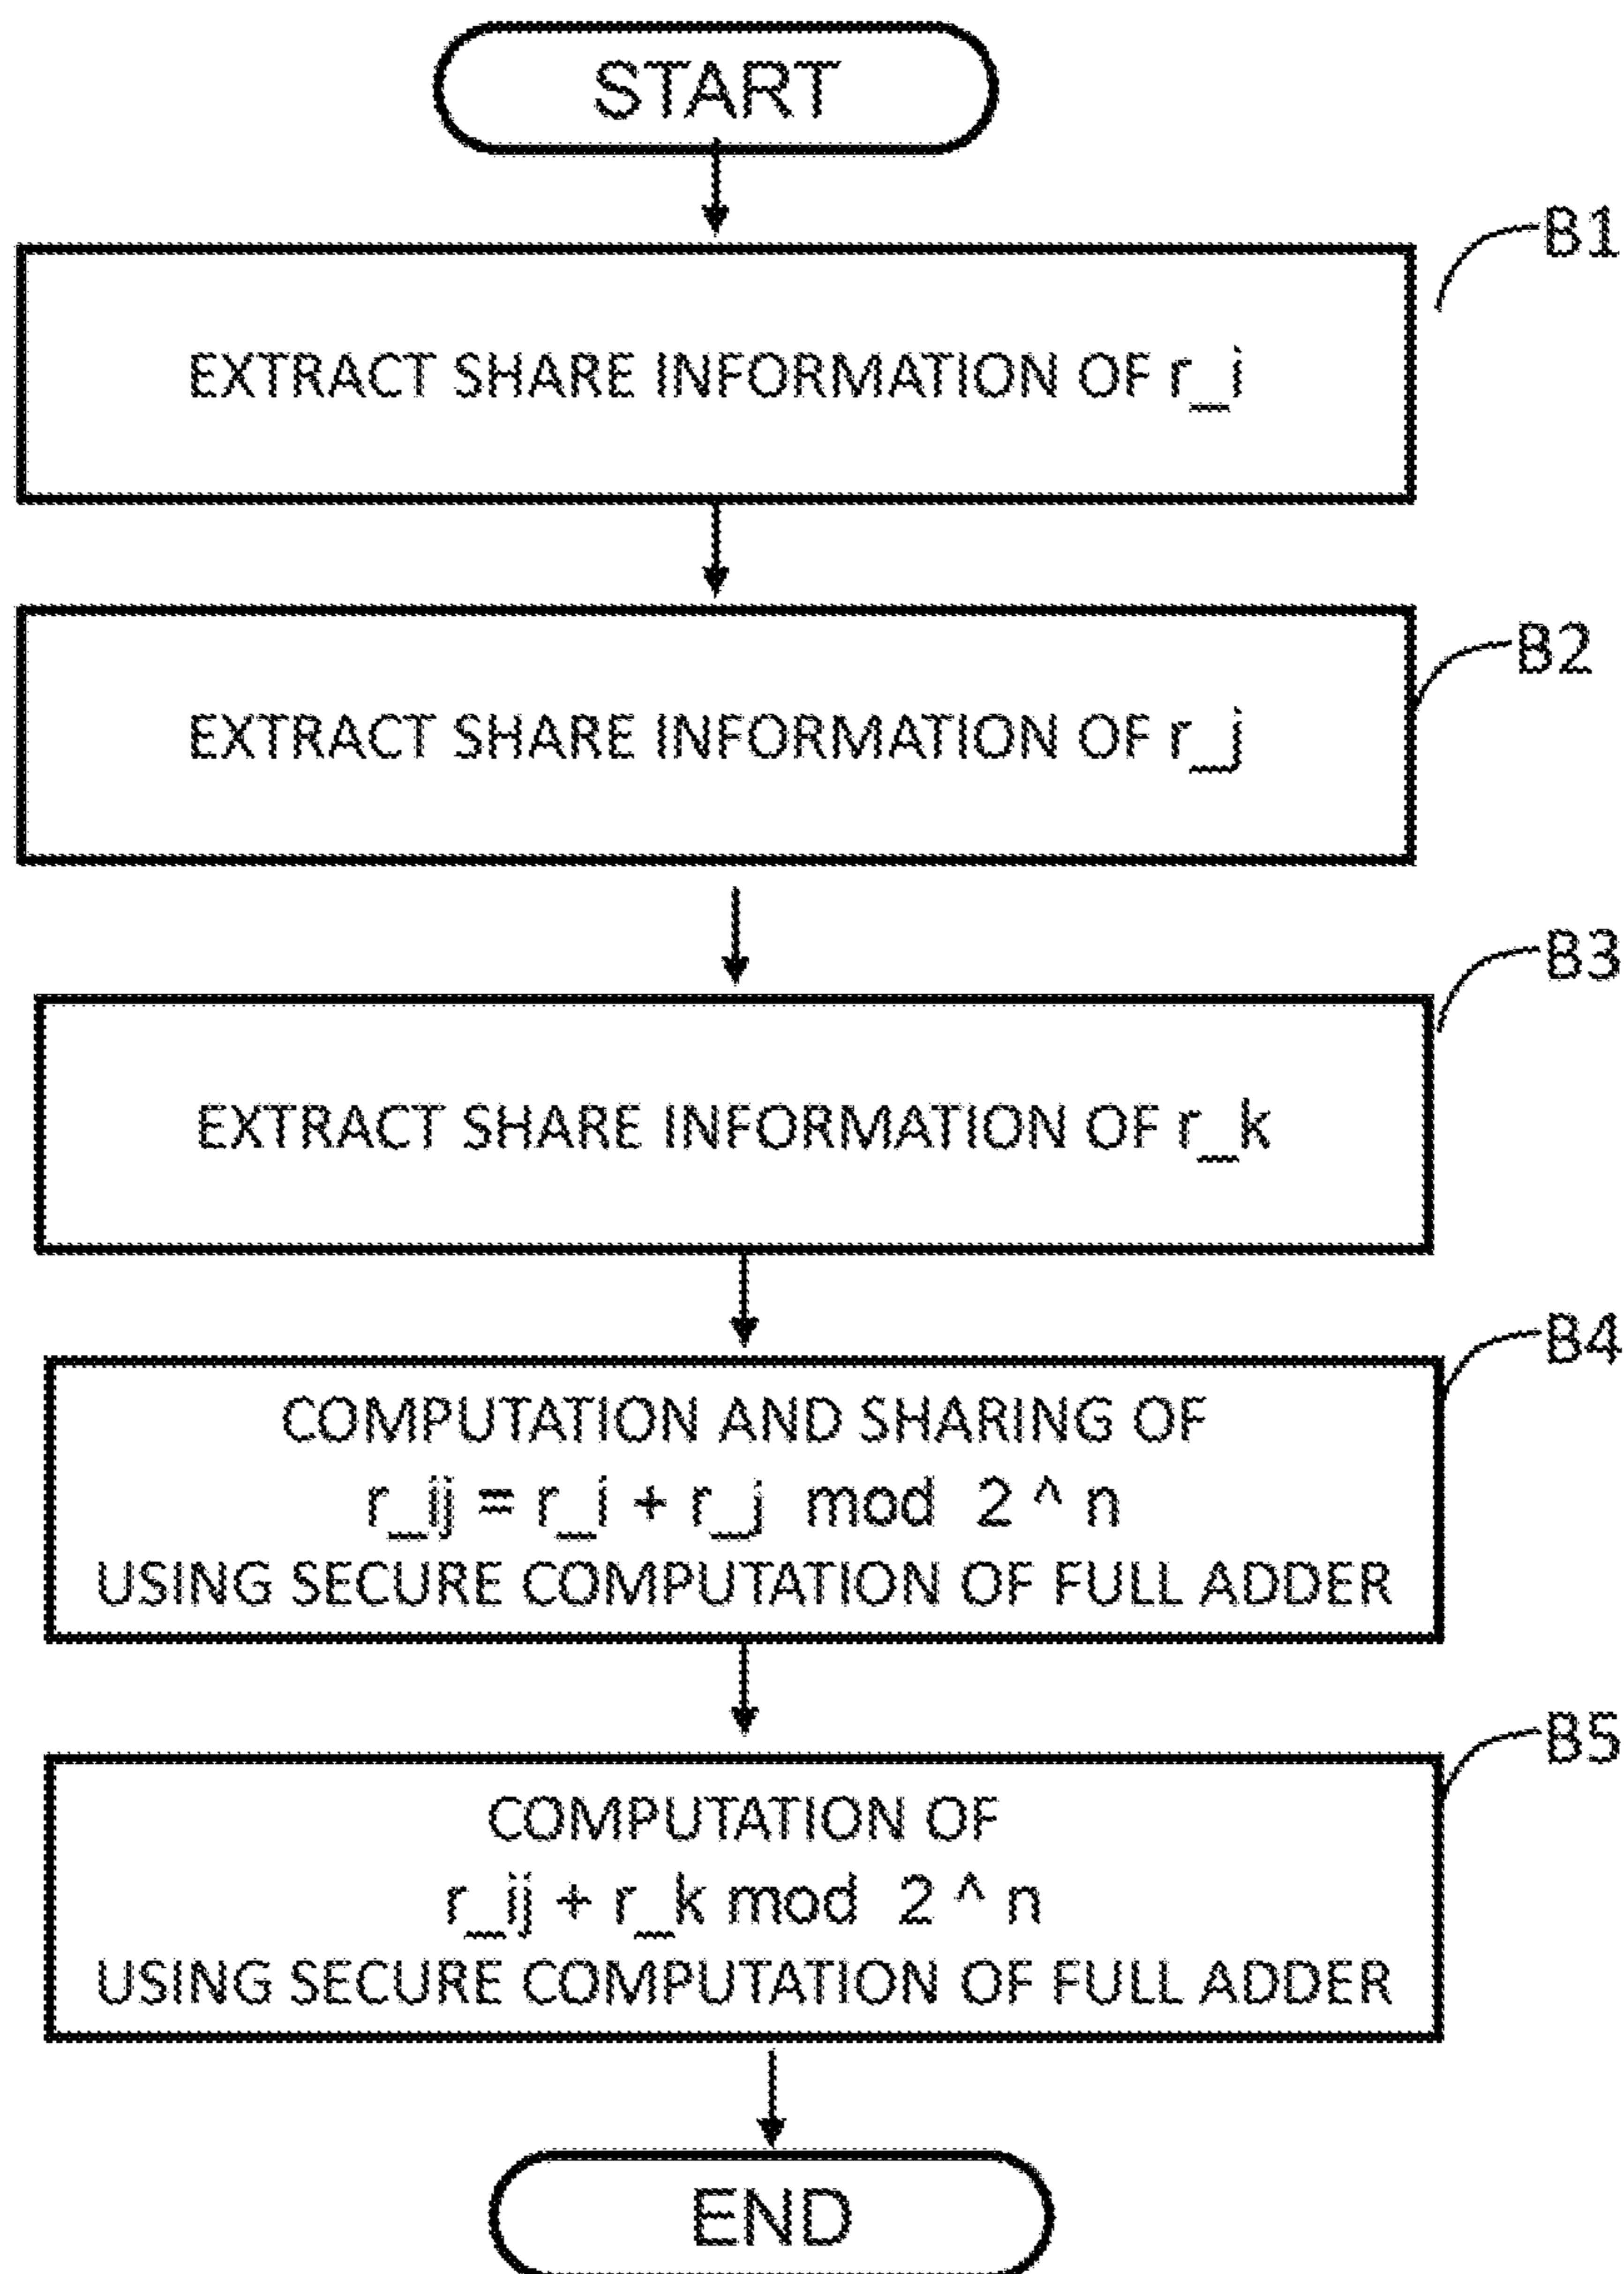 START
B1
EXTRACT SHARE INFORMATION OF r_i
B2
EXTRACT SHARE INFORMATION OF r_j
B3
EXTRACT SHARE INFORMATION OF r_k
B4
COMPUTATION AND SHARING OF
r_ij = r_i + r_j mod 2 ^ n
USING SECURE COMPUTATION OF FULL ADDER
B5
COMPUTATION OF
r_ij + r_k mod 2 ^ n
USING SECURE COMPUTATION OF FULL ADDER
END